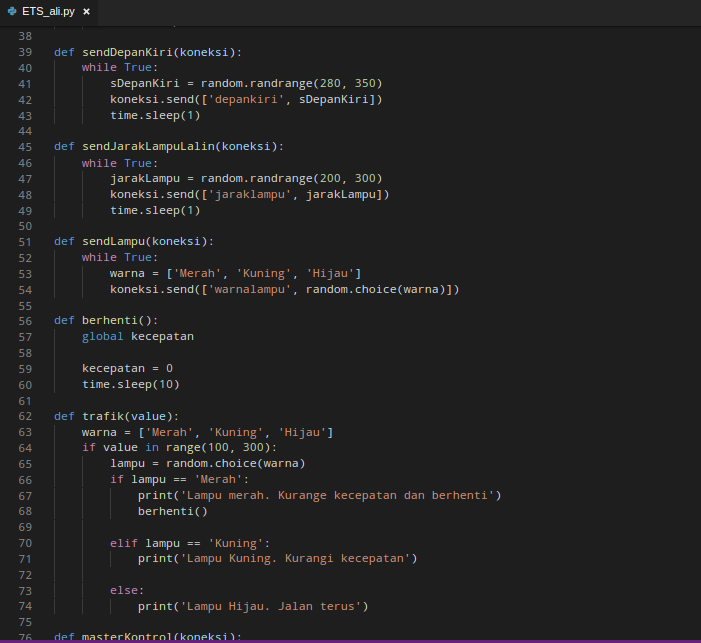 ETS_ali.py ×
38
39 def sendDepanKiri(koneksi):
40     while True:
41         sDepanKiri = random.randrange(280, 350)
42         koneksi.send(['depankiri', sDepanKiri])
43         time.sleep(1)
44
45 def sendJarakLampuLalin(koneksi):
46     while True:
47         jarakLampu = random.randrange(200, 300)
48         koneksi.send(['jaraklampu', jarakLampu])
49         time.sleep(1)
50
51 def sendLampu(koneksi):
52     while True:
53         warna = ['Merah', 'Kuning', 'Hijau']
54         koneksi.send(['warnalampu', random.choice(warna)])
55
56 def berhenti():
57     global kecepatan
58
59     kecepatan = 0
60     time.sleep(10)
61
62 def trafik(value):
63     warna = ['Merah', 'Kuning', 'Hijau']
64     if value in range(100, 300):
65         lampu = random.choice(warna)
66         if lampu == 'Merah':
67             print('Lampu merah. Kurange kecepatan dan berhenti')
68             berhenti()
69
70         elif lampu == 'Kuning':
71             print('Lampu Kuning. Kurangi kecepatan')
72
73         else:
74             print('Lampu Hijau. Jalan terus')
75
76 def masterKontrol(koneksi):